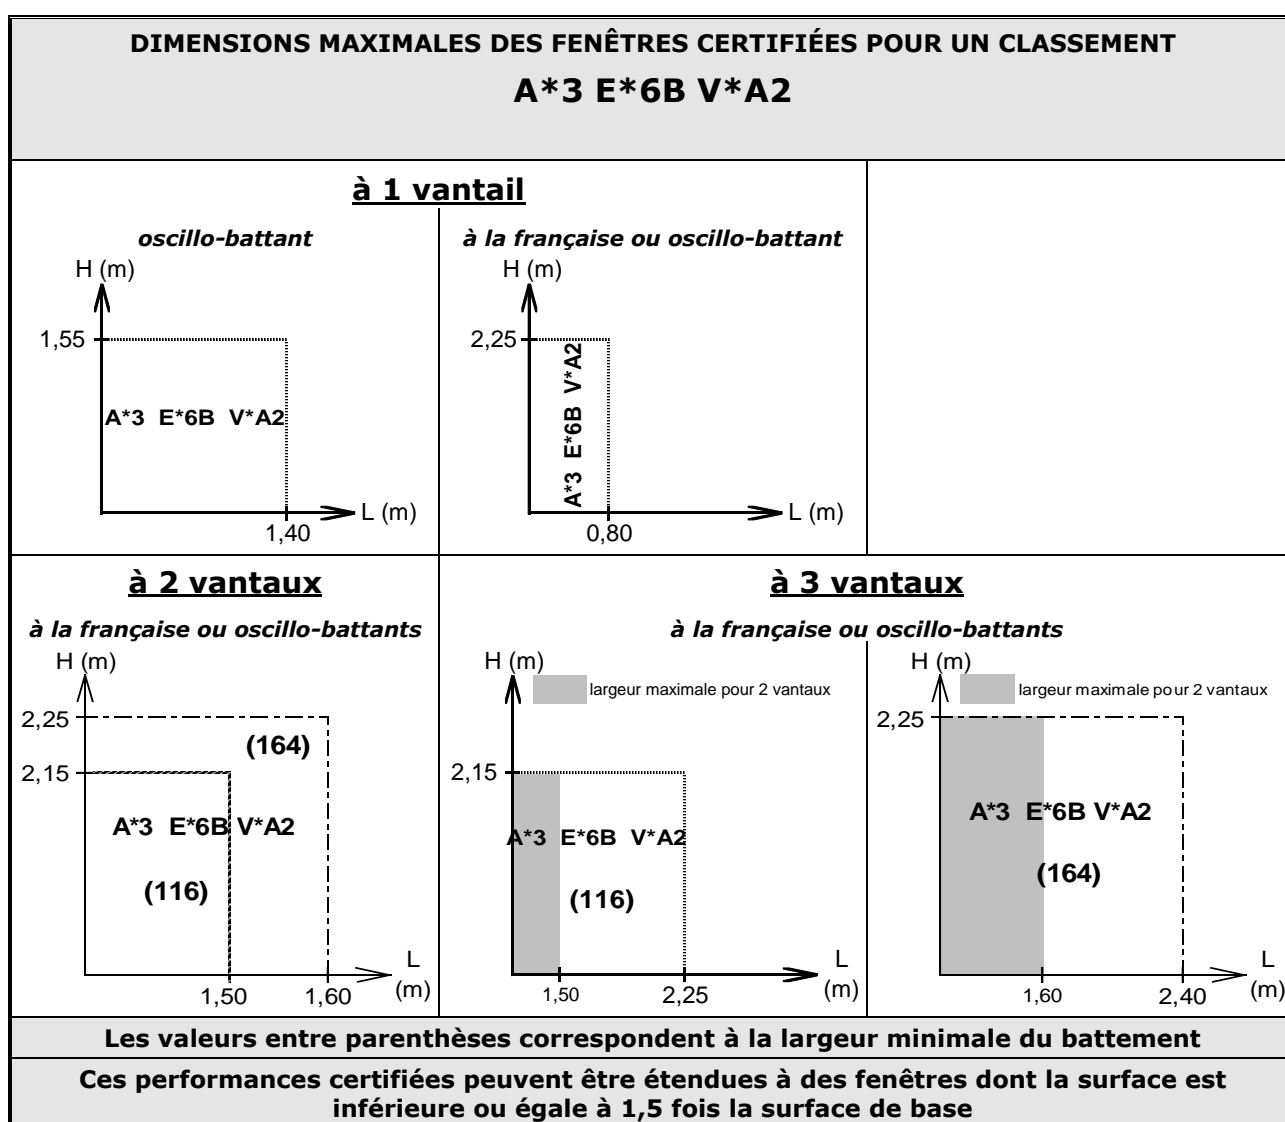 DIMENSIONS MAXIMALES DES FENÊTRES CERTIFIÉES POUR UN CLASSEMENT
A*3 E*6B V*A2
à 1 vantail
oscillo-battant
H (m)
1,55
A*3 E*6B V*A2
L (m)
1,40
à la française ou oscillo-battant
H (m)
2,25
A*3 E*6B V*A2
L (m)
0,80
à 2 vantaux
à la française ou oscillo-battants
H (m)
2,25
(164)
2,15
A*3 E*6B V*A2
(116)
L
(m)
1,50
1,60
à 3 vantaux
à la française ou oscillo-battants
H (m)
largeur maximale pour 2 vantaux
2,15
A*3 E*6B V*A2
(116)
L
(m)
1,50
2,25
H (m)
largeur maximale pour 2 vantaux
2,25
A*3 E*6B V*A2
(164)
L
(m)
1,60
2,40
Les valeurs entre parenthèses correspondent à la largeur minimale du battement
Ces performances certifiées peuvent être étendues à des fenêtres dont la surface est
inférieure ou égale à 1,5 fois la surface de base